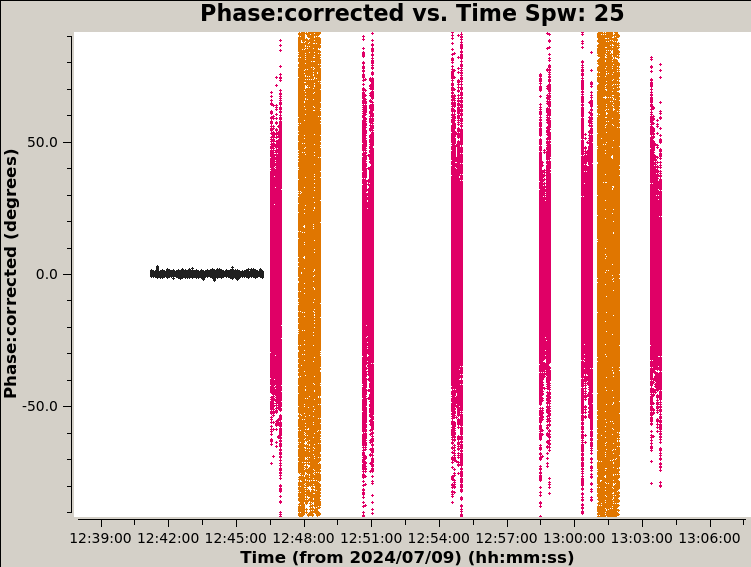 Phase:corrected vs. Time Spw: 25
Phase:corrected (degrees)
50.0
0.0
-50.0
12:39:00 12:42:00 12:45:00 12:48:00 12:51:00 12:54:00 12:57:00 13:00:00 13:03:00 13:06:00
Time (from 2024/07/09) (hh:mm:ss)